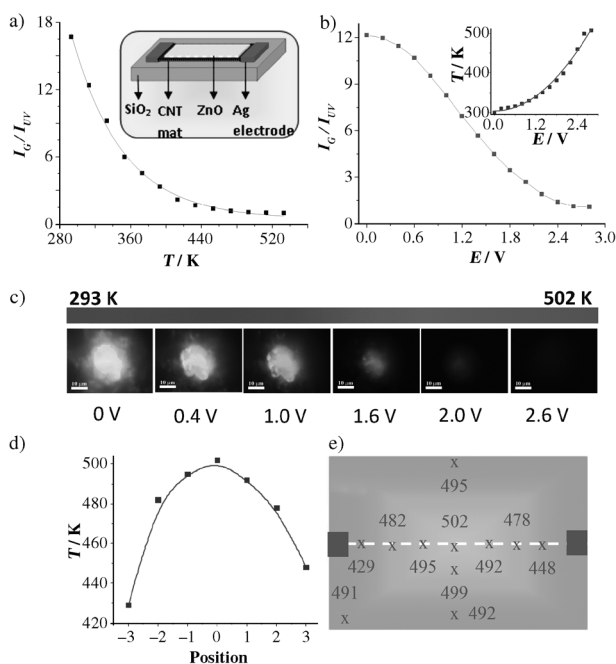 a)
18
12
6
0
I_G / I_UV
280
360
440
520
T / K
SiO2 CNT ZnO Ag
mat electrode
b)
12
9
6
3
0
I_G / I_UV
0.0 0.6 1.2 1.8 2.4 3.0
E / V
500
400
300
T / K
0.0 1.2 2.4
E / V
c)
293 K
502 K
10 μm
10 μm
10 μm
10 μm
10 μm
10 μm
0 V
0.4 V
1.0 V
1.6 V
2.0 V
2.6 V
d)
500
480
460
440
420
T / K
−3 −2 −1 0 1 2 3
Position
e)
x
495
482 502 478
x x x x x x x
429 495 x 492 448
491 499
x x 492